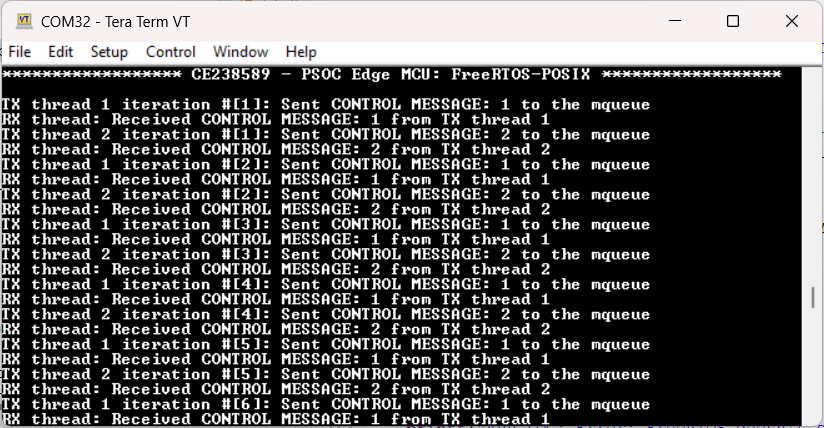 COM32 - Tera Term VT
File Edit Setup Control Window Help
****************** CE238589 - PSOC Edge MCU: FreeRTOS-POSIX ******************
TX thread 1 iteration #[1]: Sent CONTROL MESSAGE: 1 to the mqueue
RX thread: Received CONTROL MESSAGE: 1 from TX thread 1
TX thread 2 iteration #[1]: Sent CONTROL MESSAGE: 2 to the mqueue
RX thread: Received CONTROL MESSAGE: 2 from TX thread 2
TX thread 1 iteration #[2]: Sent CONTROL MESSAGE: 1 to the mqueue
RX thread: Received CONTROL MESSAGE: 1 from TX thread 1
TX thread 2 iteration #[2]: Sent CONTROL MESSAGE: 2 to the mqueue
RX thread: Received CONTROL MESSAGE: 2 from TX thread 2
TX thread 1 iteration #[3]: Sent CONTROL MESSAGE: 1 to the mqueue
RX thread: Received CONTROL MESSAGE: 1 from TX thread 1
TX thread 2 iteration #[3]: Sent CONTROL MESSAGE: 2 to the mqueue
RX thread: Received CONTROL MESSAGE: 2 from TX thread 2
TX thread 1 iteration #[4]: Sent CONTROL MESSAGE: 1 to the mqueue
RX thread: Received CONTROL MESSAGE: 1 from TX thread 1
TX thread 2 iteration #[4]: Sent CONTROL MESSAGE: 2 to the mqueue
RX thread: Received CONTROL MESSAGE: 2 from TX thread 2
TX thread 1 iteration #[5]: Sent CONTROL MESSAGE: 1 to the mqueue
RX thread: Received CONTROL MESSAGE: 1 from TX thread 1
TX thread 2 iteration #[5]: Sent CONTROL MESSAGE: 2 to the mqueue
RX thread: Received CONTROL MESSAGE: 2 from TX thread 2
TX thread 1 iteration #[6]: Sent CONTROL MESSAGE: 1 to the mqueue
RX thread: Received CONTROL MESSAGE: 1 from TX thread 1